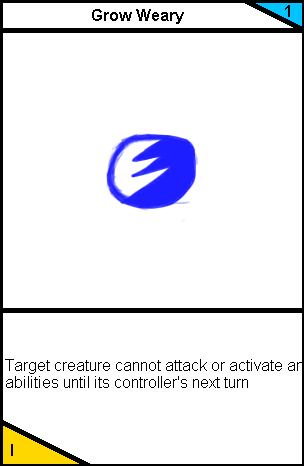 Grow Weary
1
Target creature cannot attack or activate an
abilities until its controller's next turn
I